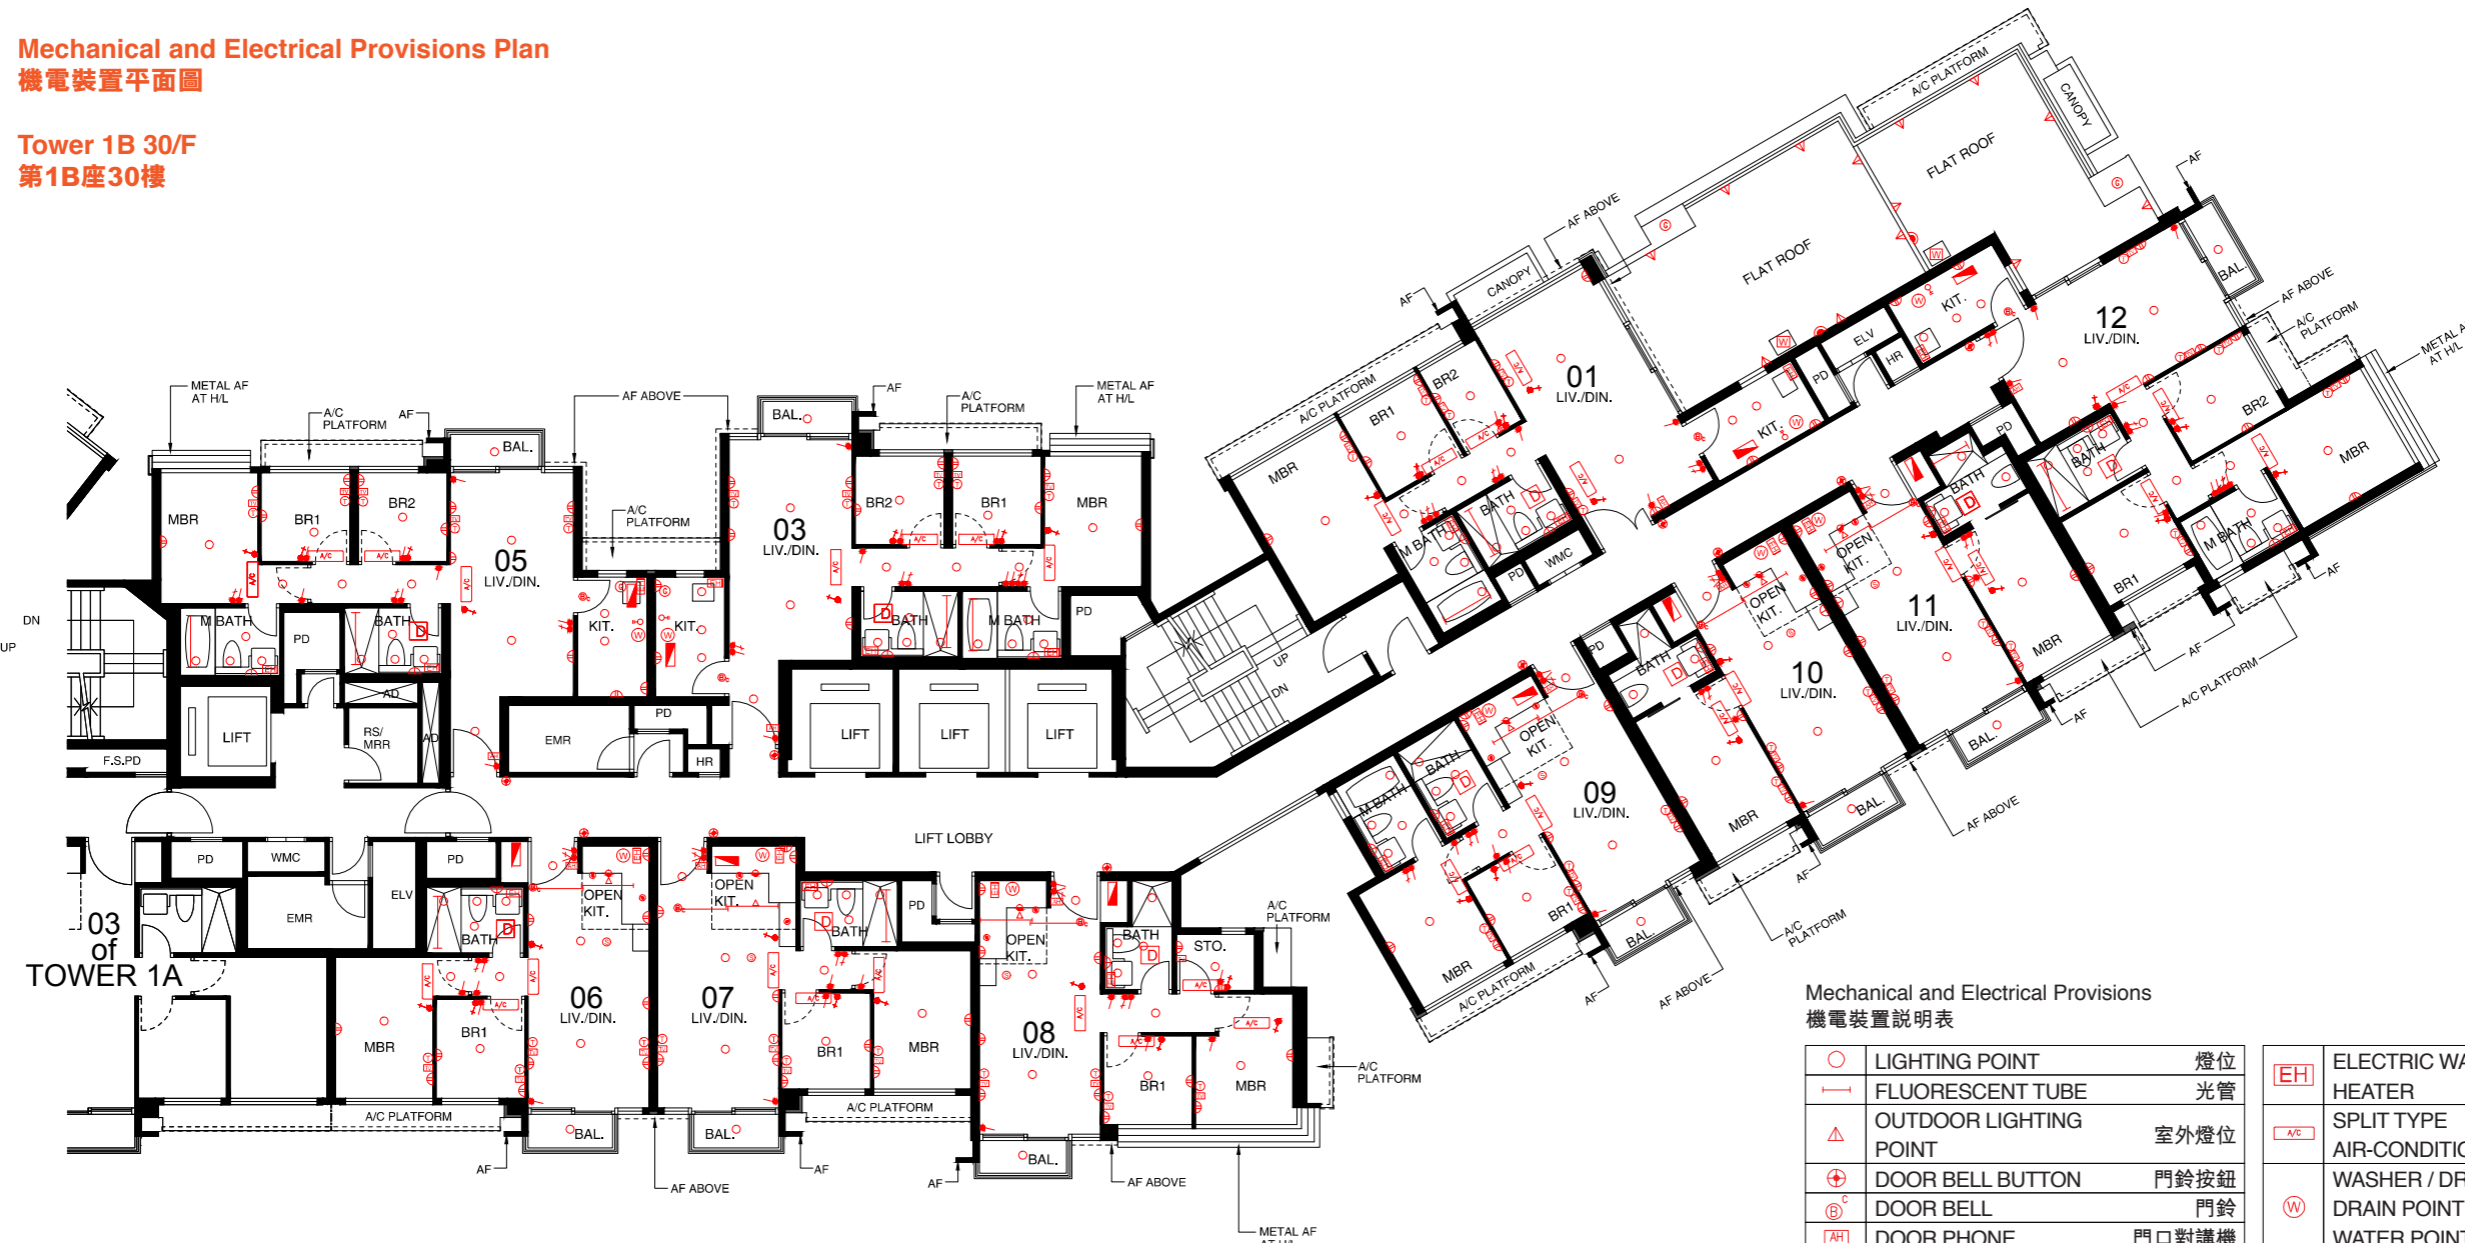 Mechanical and Electrical Provisions Plan
機電裝置平面圖
Tower 1B 30/F
第1B座30樓
A/C PLATFORM
CANOPY
FLAT ROOF
AF
BAL.
AF ABOVE
A/C
PLATFORM
METAL A
AT H/L
12
LIV./DIN.
KIT.
ELV
HR
PD
BR2
MBR
BATH
M BATH
BR1
AF
AF
A/C PLATFORM
AF ABOVE
FLAT ROOF
CANOPY
AF
A/C PLATFORM
01
LIV./DIN.
KIT.
PD
BR2
BR1
MBR
BATH
M BATH
PD
WMC
METAL AF
AT H/L
A/C
PLATFORM
AF
BAL.
MBR
BR1
BR2
05
LIV./DIN.
KIT.
M BATH
PD
BATH
AF ABOVE
A/C
PLATFORM
BAL.
AF
A/C
PLATFORM
METAL AF
AT H/L
03
LIV./DIN.
KIT.
BR2
BR1
MBR
BATH
M BATH
PD
DN
UP
LIFT
AD
RS/
MRR
AD
F.S.PD
EMR
PD
HR
LIFT
LIFT
LIFT
UP
DN
LIFT LOBBY
PD
OPEN
KIT.
BATH
11
LIV./DIN.
MBR
BAL.
AF
OPEN
KIT.
BATH
PD
10
LIV./DIN.
MBR
BAL.
AF ABOVE
AF
A/C
PLATFORM
OPEN
KIT.
BATH
M BATH
09
LIV./DIN.
BR1
MBR
BAL.
A/C PLATFORM
AF
AF ABOVE
PD
WMC
PD
EMR
ELV
03
of
TOWER 1A
BATH
OPEN
KIT.
06
LIV./DIN.
MBR
BR1
A/C PLATFORM
BAL.
AF
AF ABOVE
OPEN
KIT.
BATH
PD
07
LIV./DIN.
BR1
MBR
A/C PLATFORM
BAL.
AF
OPEN
KIT.
BATH
STO.
A/C
PLATFORM
08
LIV./DIN.
BR1
MBR
A/C
PLATFORM
BAL.
AF
AF ABOVE
METAL AF
Mechanical and Electrical Provisions
機電裝置説明表
LIGHTING POINT 燈位
FLUORESCENT TUBE 光管
OUTDOOR LIGHTING
POINT 室外燈位
DOOR BELL BUTTON 門鈴按鈕
DOOR BELL 門鈴
DOOR PHONE 門口對講機
EH ELECTRIC WA
HEATER
A/C SPLIT TYPE
AIR-CONDITIO
W WASHER / DR
DRAIN POINT
WATER POINT